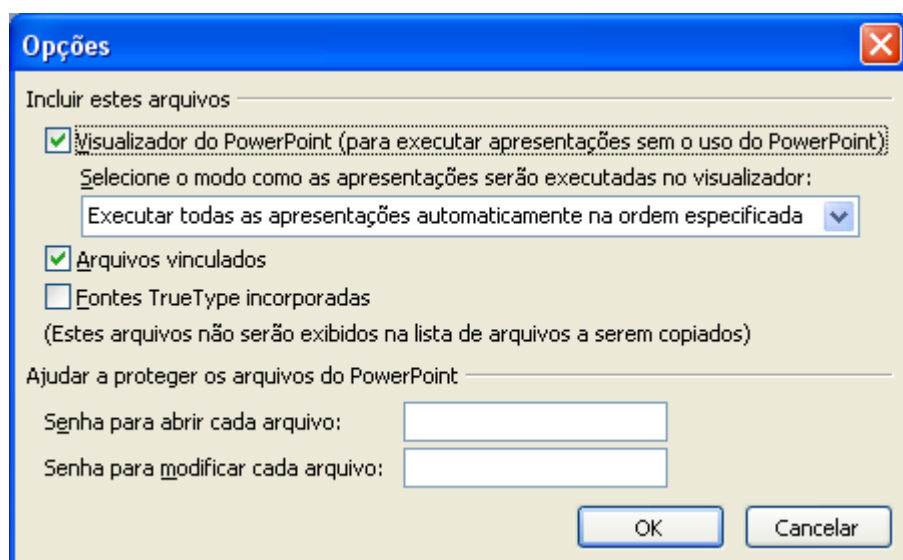 Opções
Incluir estes arquivos
Visualizador do PowerPoint (para executar apresentações sem o uso do PowerPoint)
Selecione o modo como as apresentações serão executadas no visualizador:
Executar todas as apresentações automaticamente na ordem especificada
Arquivos vinculados
Fontes TrueType incorporadas
(Estes arquivos não serão exibidos na lista de arquivos a serem copiados)
Ajudar a proteger os arquivos do PowerPoint
Senha para abrir cada arquivo:
Senha para modificar cada arquivo:
OK Cancelar